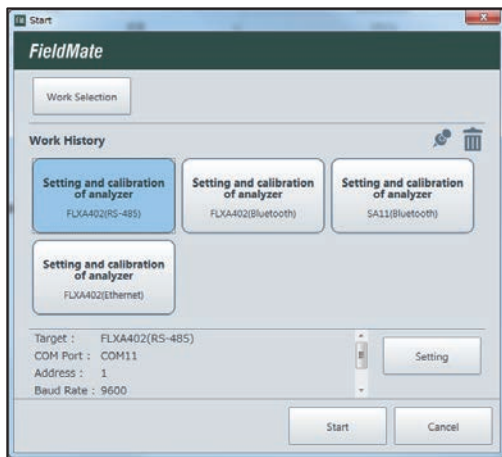 Start
FieldMate
Work Selection
Work History
Setting and calibration
of analyzer
FLXA402(RS-485)
Setting and calibration
of analyzer
FLXA402(Bluetooth)
Setting and calibration
of analyzer
SA11(Bluetooth)
Setting and calibration
of analyzer
FLXA402(Ethernet)
Target : FLXA402(RS-485)
COM Port : COM11
Address : 1
Baud Rate : 9600
Setting
Start
Cancel